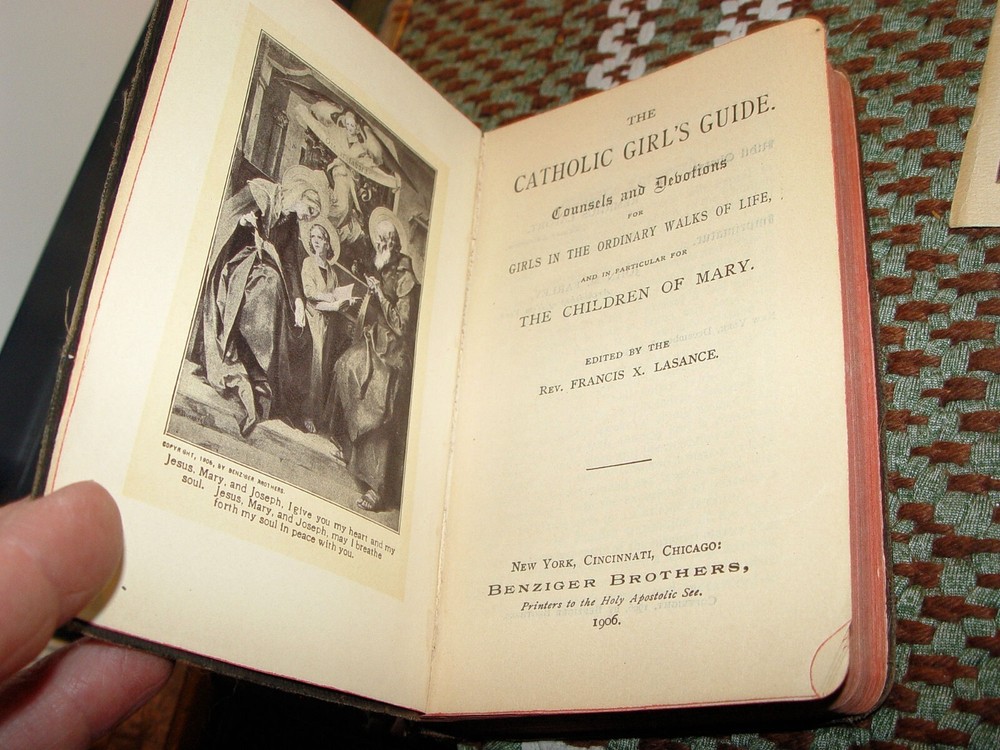 COPYRIGHT, 1906, BY BENZIGER BROTHERS
Jesus, Mary, and Joseph, I give you my heart and my
soul. Jesus, Mary, and Joseph, may I breathe
forth my soul in peace with you.
THE
CATHOLIC GIRL'S GUIDE.
Counsels and Devotions
FOR
GIRLS IN THE ORDINARY WALKS OF LIFE,
AND IN PARTICULAR FOR
THE CHILDREN OF MARY.
EDITED BY THE
REV. FRANCIS X. LASANCE.
NEW YORK, CINCINNATI, CHICAGO:
BENZIGER BROTHERS,
Printers to the Holy Apostolic See.
1906.